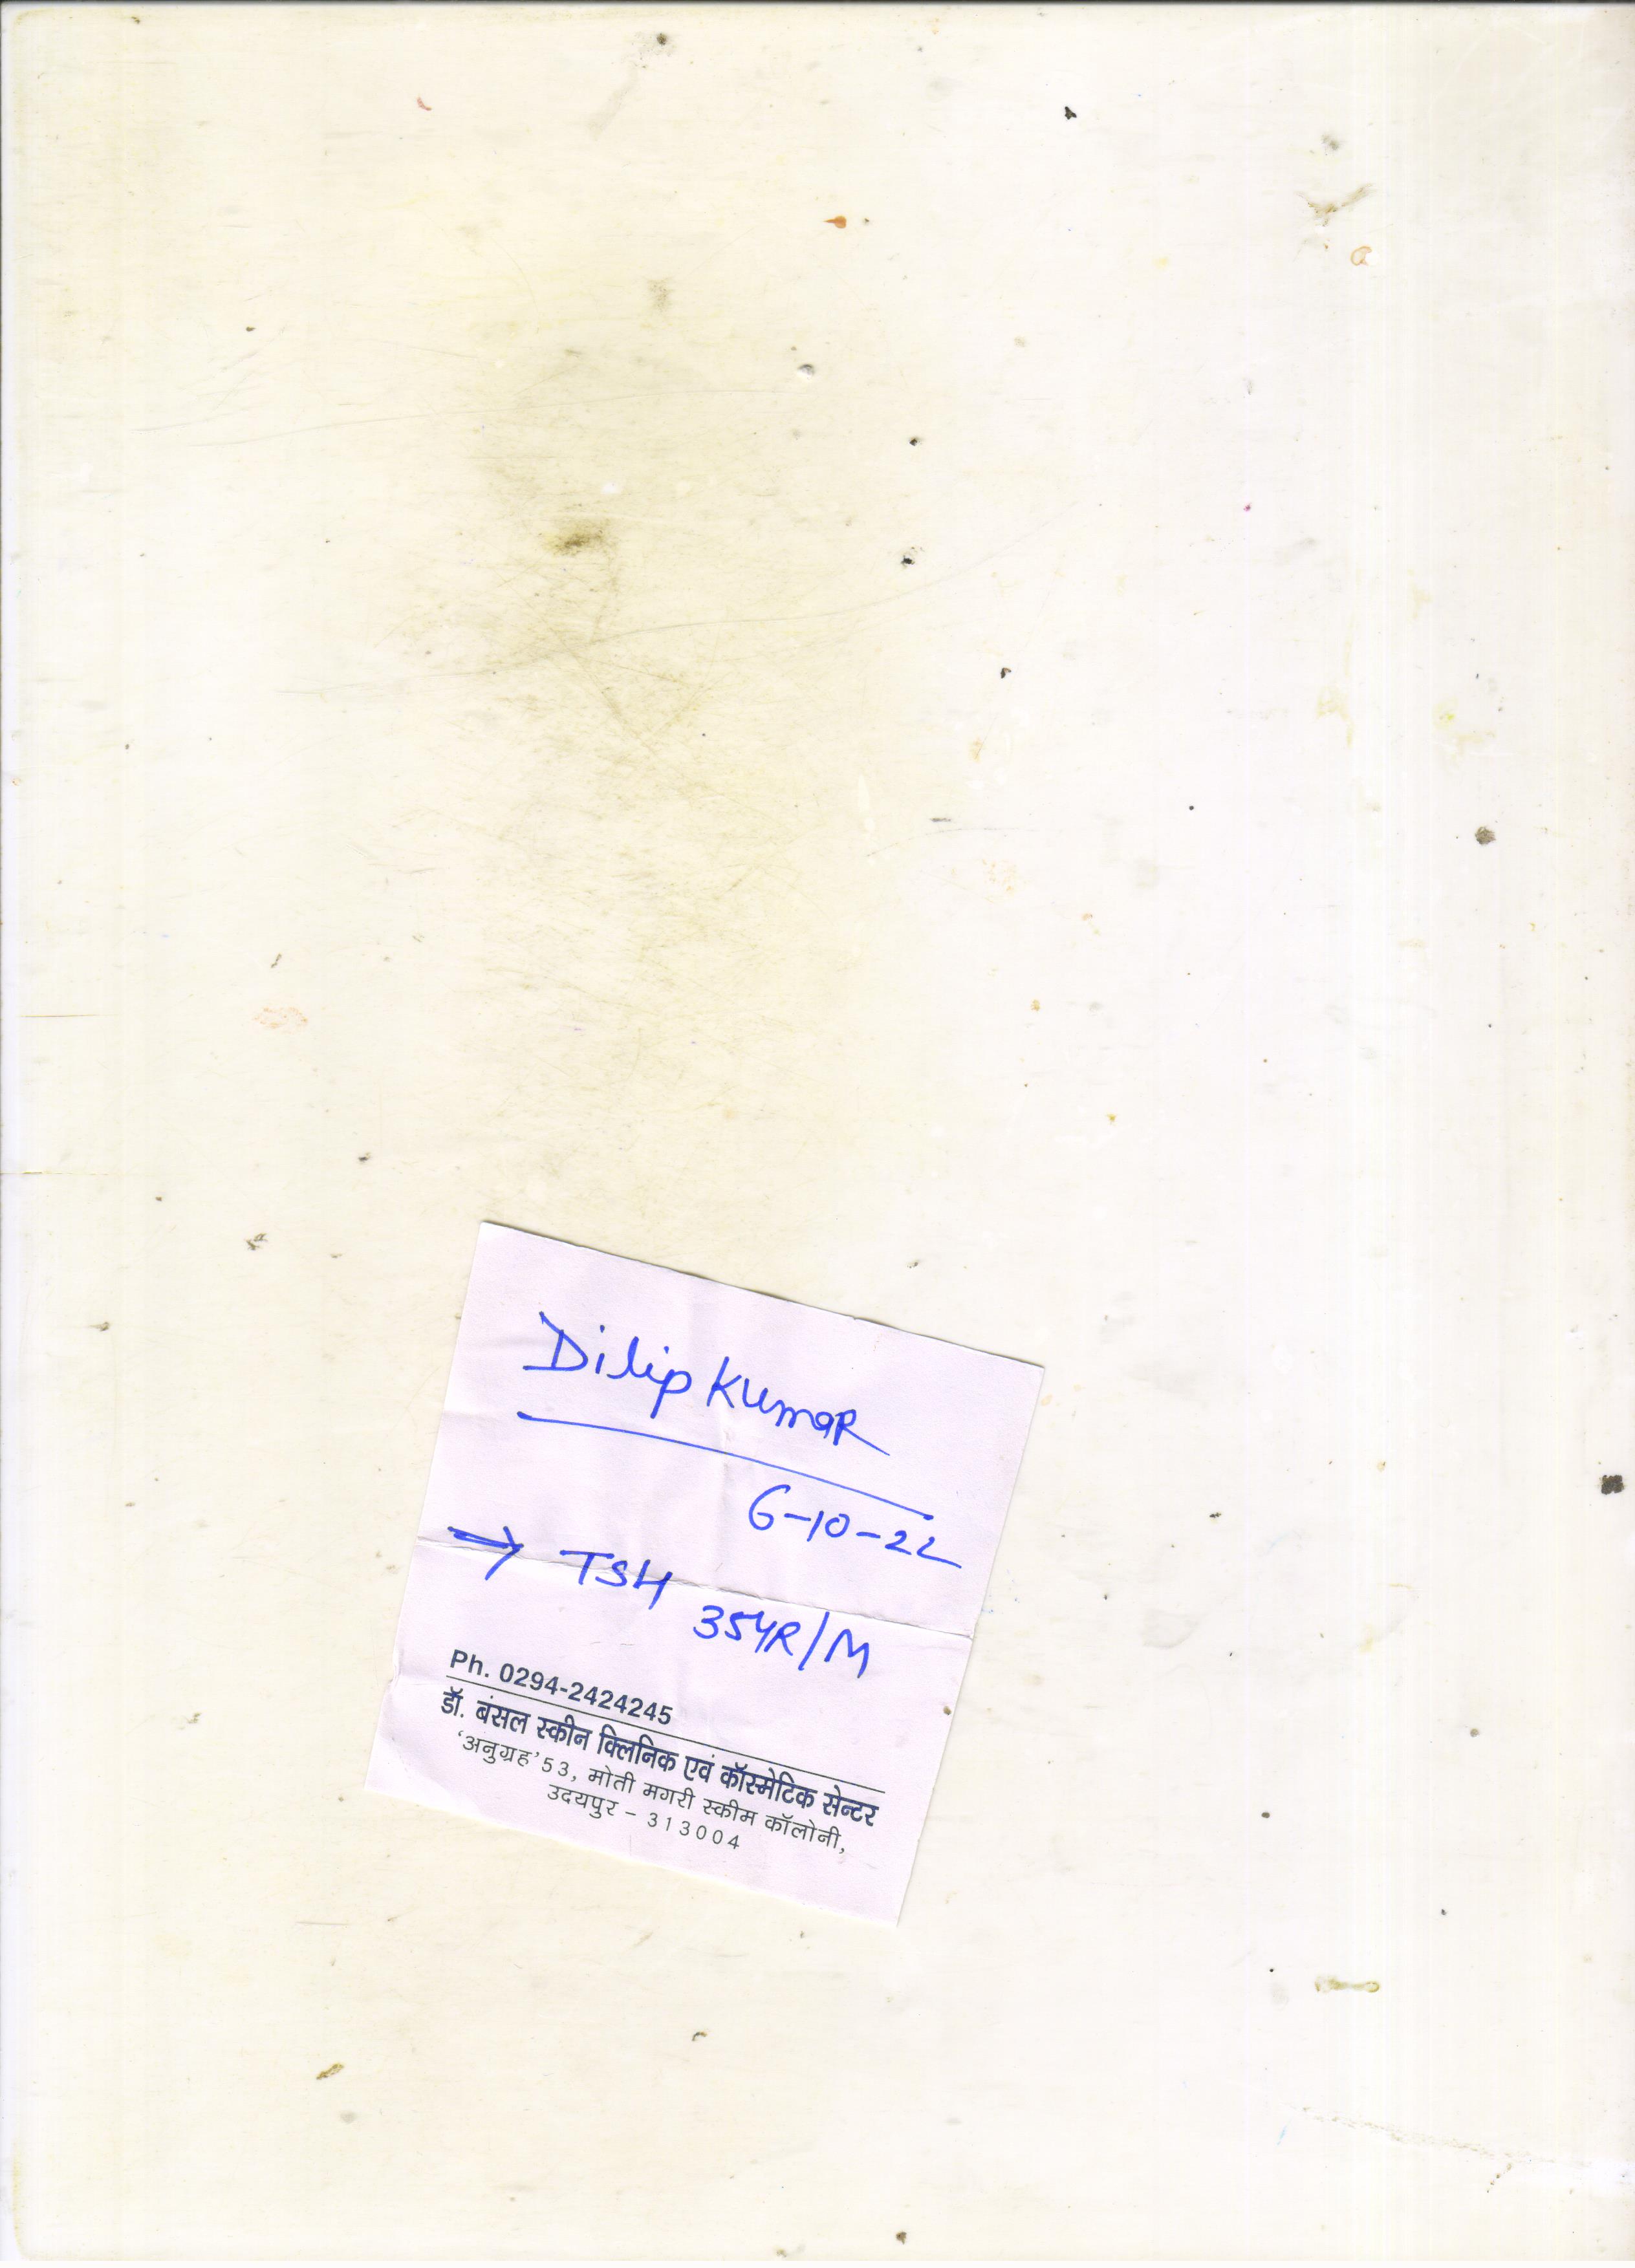 Dilip Kumar
6-10-22
→ TSH
35YR/M
Ph. 0294-2424245
डॉ. बंसल स्कीन क्लिनिक एवं कॉस्मेटिक सेन्टर
‘अनुग्रह’ 53, मोती मगरी स्कीम कॉलोनी,
उदयपुर – 313004